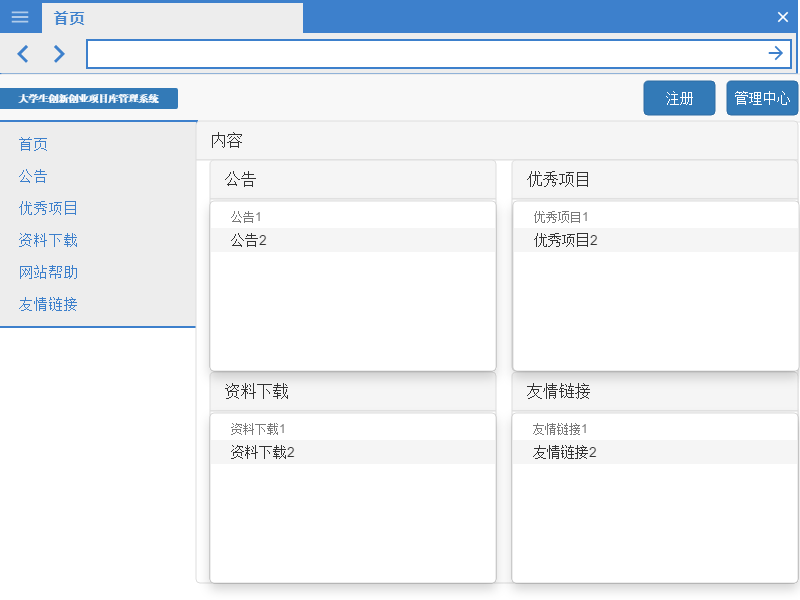 首页
大学生创新创业项目库管理系统
注册
管理中心
首页
公告
优秀项目
资料下载
网站帮助
友情链接
内容
公告
公告1
公告2
优秀项目
优秀项目1
优秀项目2
资料下载
资料下载1
资料下载2
友情链接
友情链接1
友情链接2